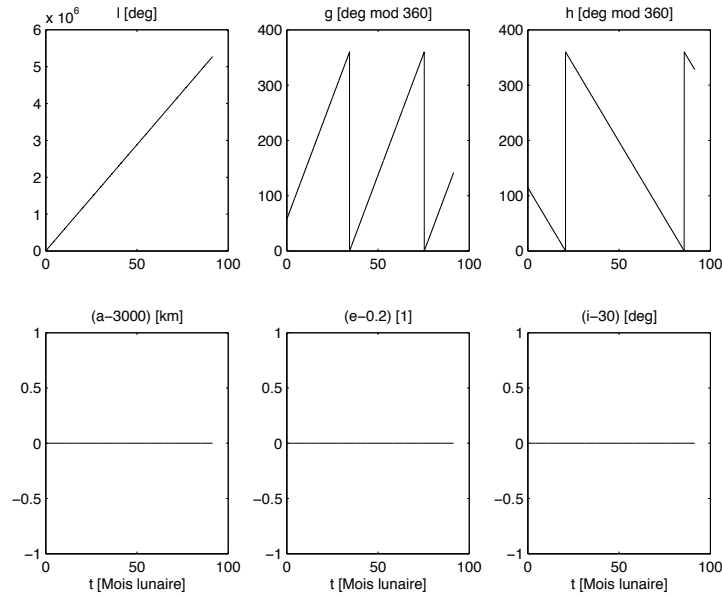 l [deg]
x 10^6
6
5
4
3
2
1
0
0 50 100
g [deg mod 360]
400
300
200
100
0
0 50 100
h [deg mod 360]
400
300
200
100
0
0 50 100
(a−3000) [km]
1
0.5
0
−0.5
−1
0 50 100
t [Mois lunaire]
(e−0.2) [1]
1
0.5
0
−0.5
−1
0 50 100
t [Mois lunaire]
(i−30) [deg]
1
0.5
0
−0.5
−1
0 50 100
t [Mois lunaire]